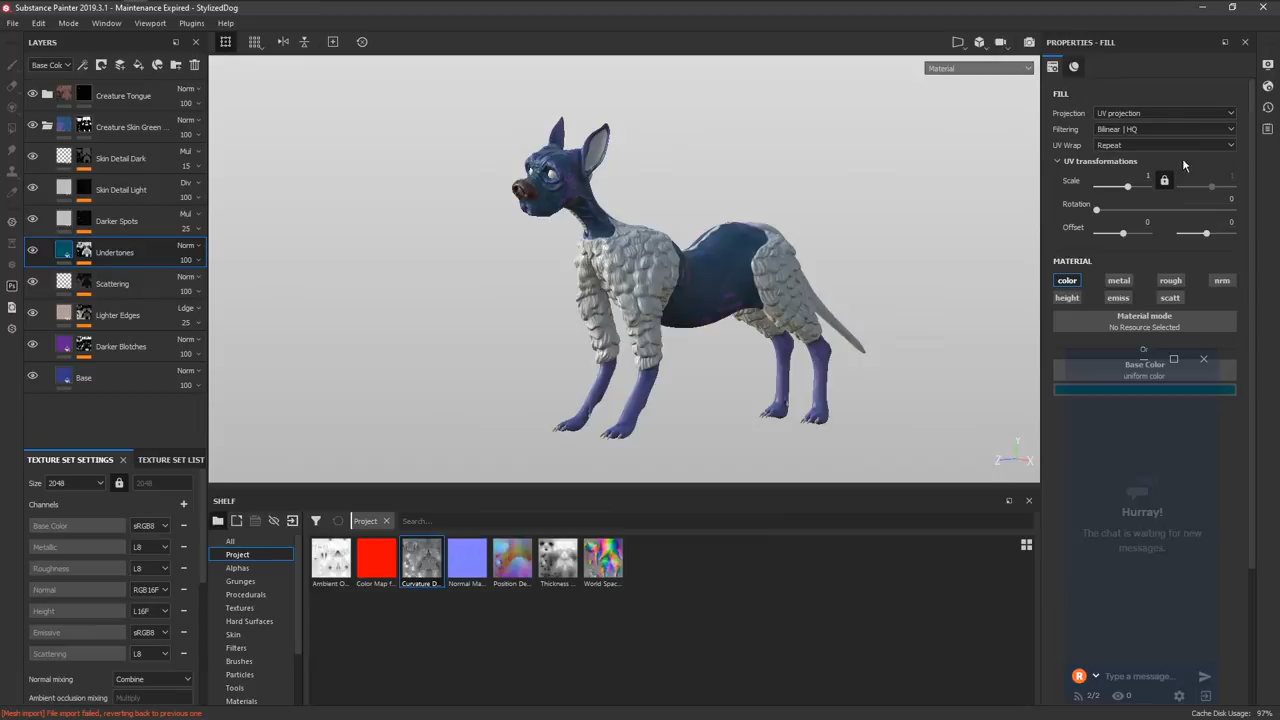 Substance Painter 2019.3.1 - Maintenance Expired - StylizedDog
File Edit Mode Window Viewport Plugins Help
LAYERS
Base Col
Creature Tongue Norm 100
Creature Skin Green ... Norm 100
Skin Detail Dark Mul 15
Skin Detail Light Div 100
Darker Spots Mul 25
Undertones Norm 100
Scattering Norm 100
Lighter Edges Ldge 25
Darker Blotches Norm 100
Base Norm 100
TEXTURE SET SETTINGS TEXTURE SET LIST
Size 2048 2048
Channels
Base Color sRGB8
Metallic L8
Roughness L8
Normal RGB16F
Height L16F
Emissive sRGB8
Scattering L8
Normal mixing Combine
Ambient occlusion mixing Multiply
[Mesh import] File import failed, reverting back to previous one
Material
Y
Z X
SHELF
Project Search...
All
Project
Alphas
Grunges
Procedurals
Textures
Hard Surfaces
Skin
Filters
Brushes
Particles
Tools
Materials
Ambient O... Color Map f... Curvature D... Normal Ma... Position De... Thickness ... World Spac...
PROPERTIES - FILL
FILL
Projection UV projection
Filtering Bilinear | HQ
UV Wrap Repeat
UV transformations
Scale 1 1
Rotation 0
Offset 0 0
MATERIAL
color metal rough nrm
height emiss scatt
Material mode
No Resource Selected
Or
Base Color
uniform color
Hurray!
The chat is waiting for new
messages.
R Type a message...
2/2 0
Cache Disk Usage: 97%